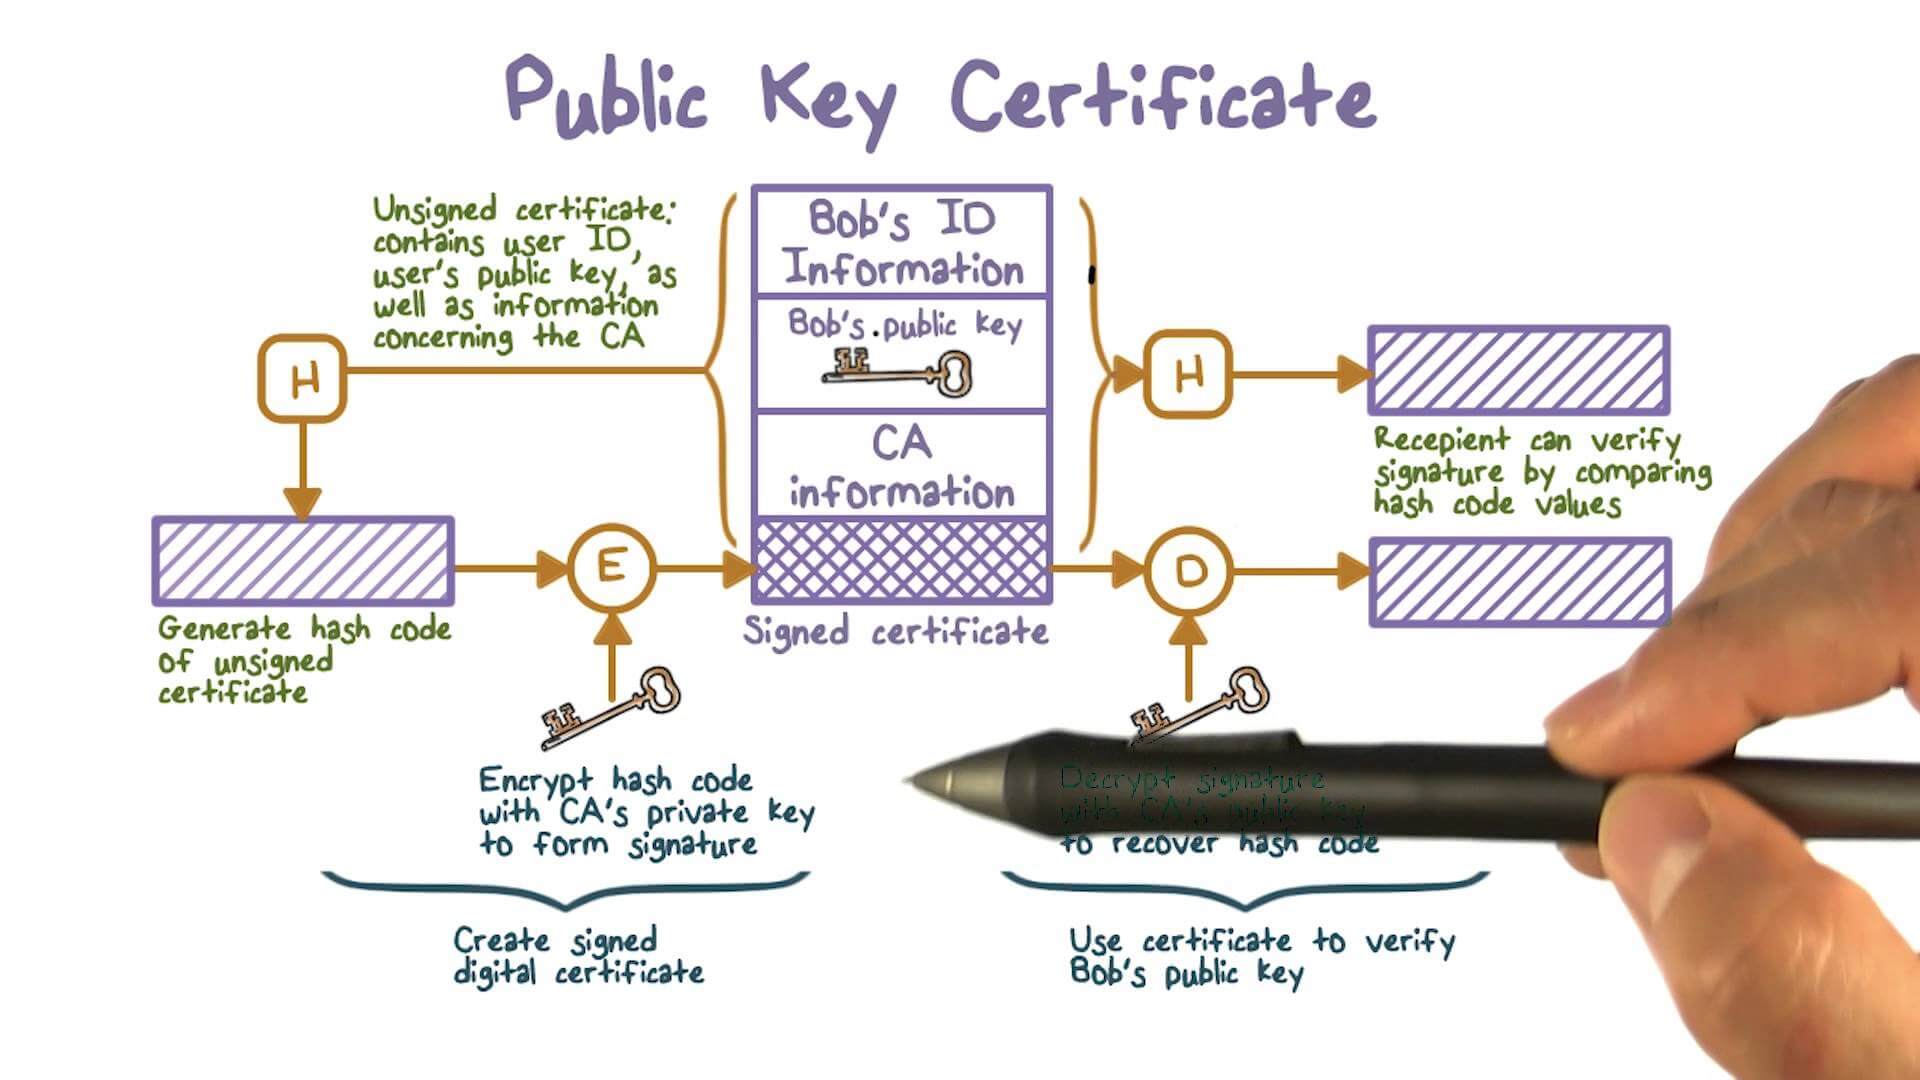 Public Key Certificate
Unsigned certificate:
contains user ID,
user's public key, as
well as information
concerning the CA
Bob's ID
Information
Bob's public key
CA
information
H
H
Recepient can verify
signature by comparing
hash code values
E
D
Generate hash code
of unsigned
certificate
Signed certificate
Encrypt hash code
with CA's private key
to form signature
Decrypt signature
with CA's public key
to recover hash code
Create signed
digital certificate
Use certificate to verify
Bob's public key